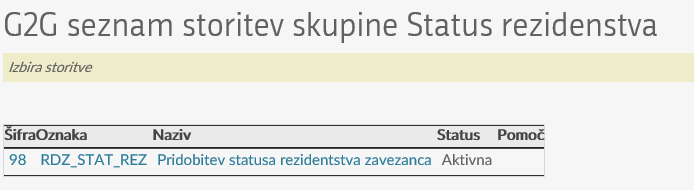 G2G seznam storitev skupine Status rezidenstva
Izbira storitve
Šifra Oznaka Naziv Status Pomoč
98 RDZ_STAT_REZ Pridobitev statusa rezidentstva zavezanca Aktivna